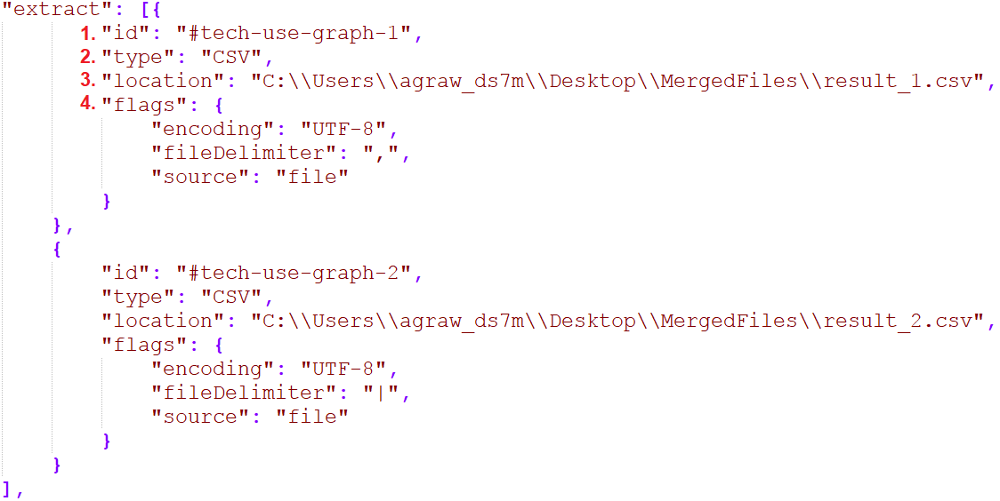 "extract": [{
1. "id": "#tech-use-graph-1",
2. "type": "CSV",
3. "location": "C:\\Users\\agraw_ds7m\\Desktop\\MergedFiles\\result_1.csv",
4. "flags": {
"encoding": "UTF-8",
"fileDelimiter": ",",
"source": "file"
}
},
{
"id": "#tech-use-graph-2",
"type": "CSV",
"location": "C:\\Users\\agraw_ds7m\\Desktop\\MergedFiles\\result_2.csv",
"flags": {
"encoding": "UTF-8",
"fileDelimiter": "|",
"source": "file"
}
}
],